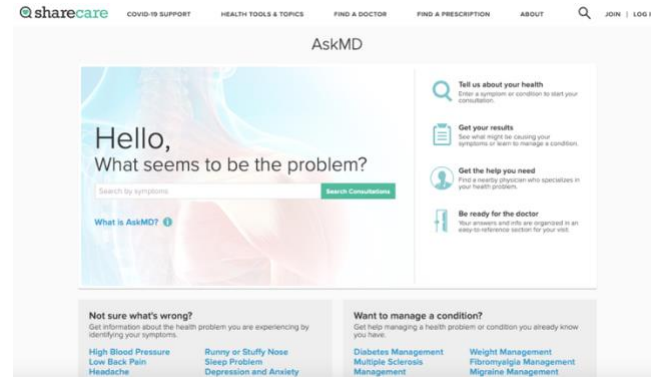 sharecare
COVID-19 SUPPORT
HEALTH TOOLS & TOPICS
FIND A DOCTOR
FIND A PRESCRIPTION
ABOUT
JOIN | LOG I
AskMD
Hello,
What seems to be the problem?
Search by symptoms
Search Consultations
What is AskMD?
Tell us about your health
Enter a symptom or condition to start your
consultation.
Get your results
See what might be causing your
symptoms or learn to manage a condition.
Get the help you need
Find a nearby physician who specializes in
your health problem.
Be ready for the doctor
Your answers and info are organized in an
easy-to-reference section for your visit.
Not sure what's wrong?
Get information about the health problem you are experiencing by
identifying your symptoms.
High Blood Pressure
Low Back Pain
Headache
Runny or Stuffy Nose
Sleep Problem
Depression and Anxiety
Want to manage a condition?
Get help managing a health problem or condition you already know
you have.
Diabetes Management
Multiple Sclerosis
Management
Weight Management
Fibromyalgia Management
Migraine Management